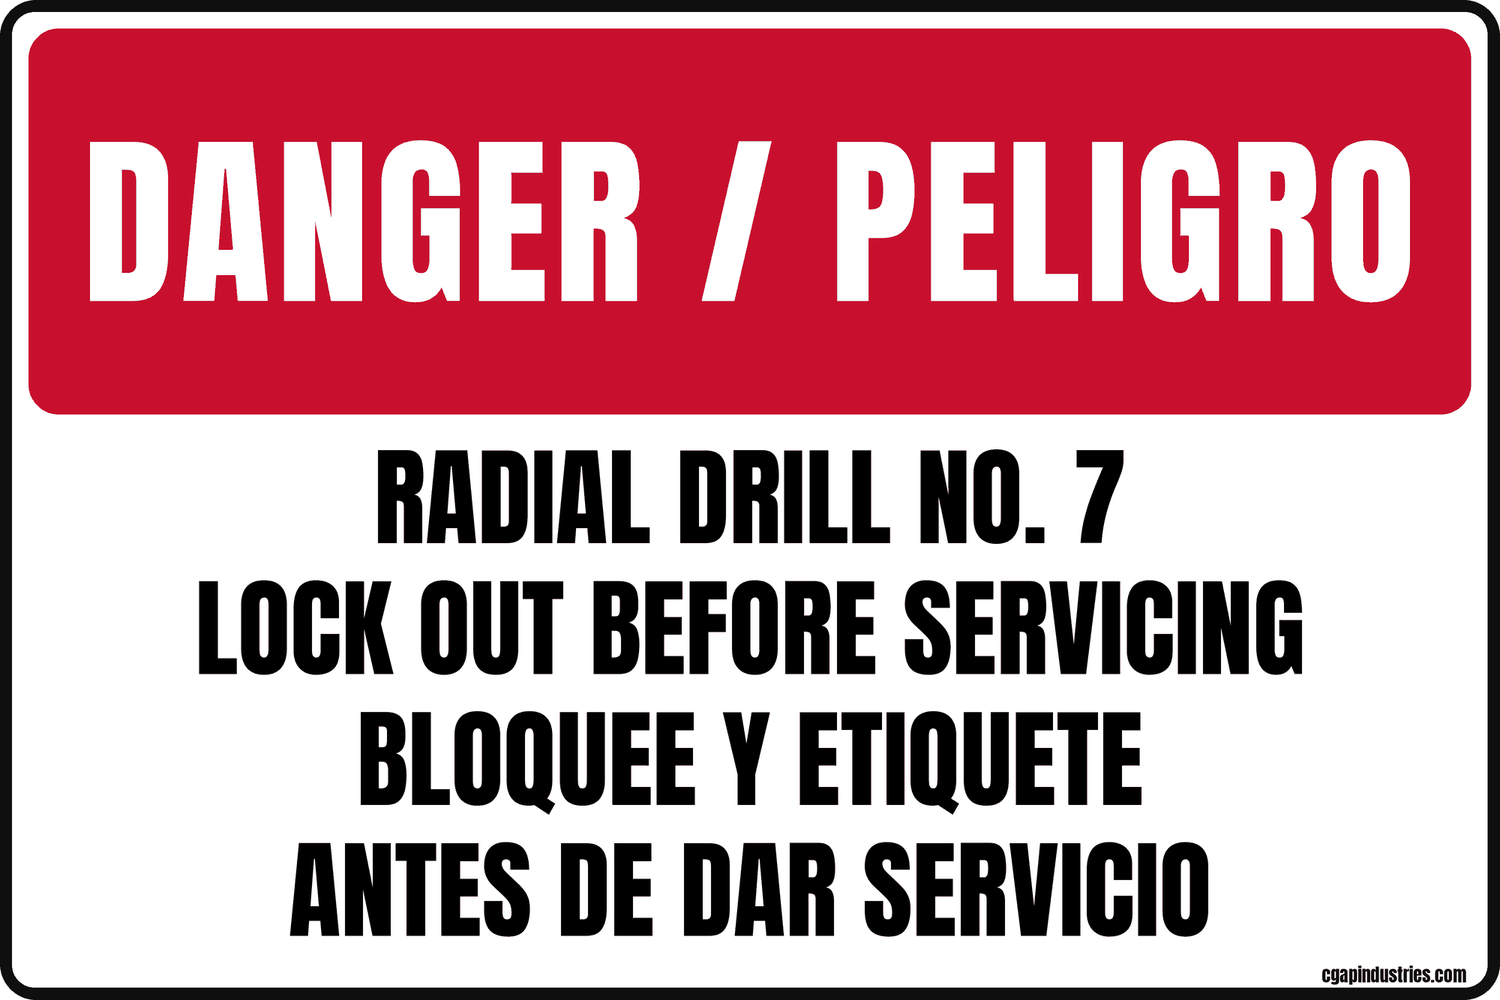 DANGER / PELIGRO
RADIAL DRILL NO. 7
LOCK OUT BEFORE SERVICING
BLOQUEE Y ETIQUETE
ANTES DE DAR SERVICIO
cgapindustries.com